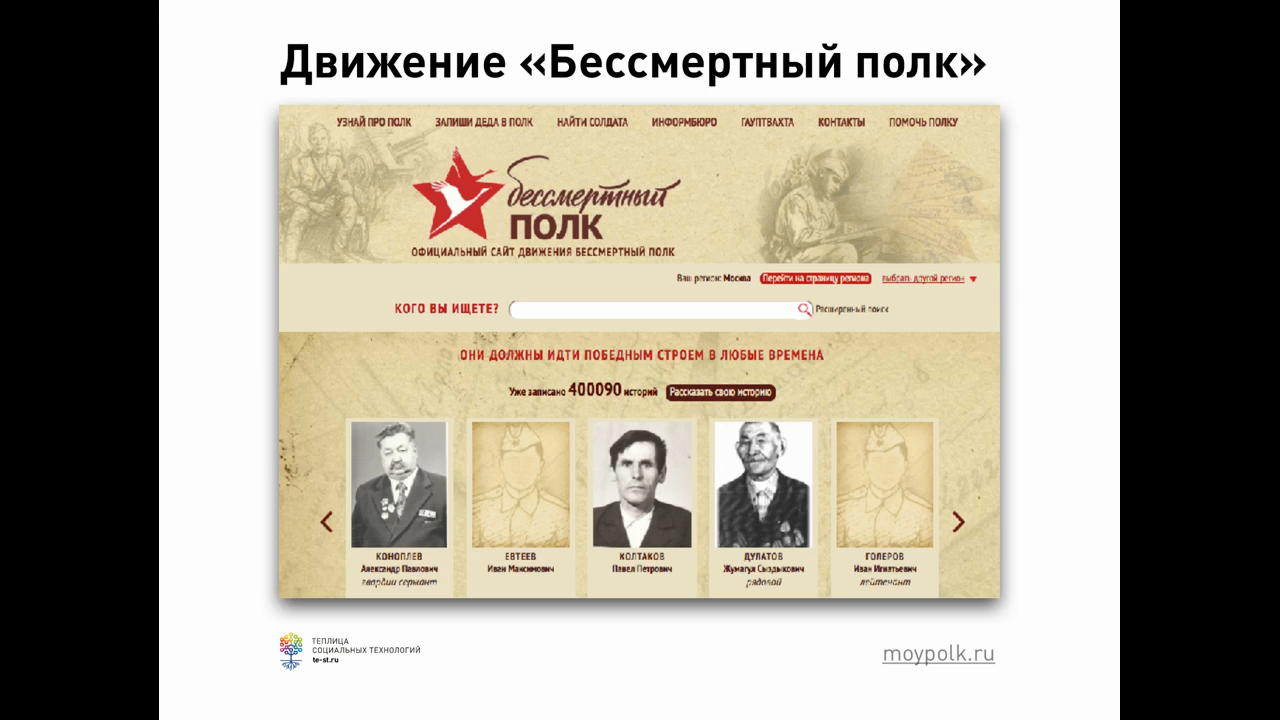 Движение «Бессмертный полк»
УЗНАЙ ПРО ПОЛК ЗАПИШИ ДЕДА В ПОЛК НАЙТИ СОЛДАТА ИНФОРМБЮРО ГАУПТВАХТА КОНТАКТЫ ПОМОЧЬ ПОЛКУ
бессмертный
ПОЛК
ОФИЦИАЛЬНЫЙ САЙТ ДВИЖЕНИЯ БЕССМЕРТНЫЙ ПОЛК
Ваш регион: Москва Перейти на страницу региона выбрать другой регион
КОГО ВЫ ИЩЕТЕ? Расширенный поиск
ОНИ ДОЛЖНЫ ИДТИ ПОБЕДНЫМ СТРОЕМ В ЛЮБЫЕ ВРЕМЕНА
Уже записано 400090 историй Рассказать свою историю
КОНОПЛЕВ ЕВТЕЕВ КОЛТАКОВ ДУЛАТОВ ГОЛЕРОВ
Александр Павлович Иван Максимович Павел Петрович Жумагул Сыздыкович Иван Игнатьевич
гвардии сержант рядовой лейтенант
ТЕПЛИЦА
СОЦИАЛЬНЫХ ТЕХНОЛОГИЙ
te-st.ru
moypolk.ru